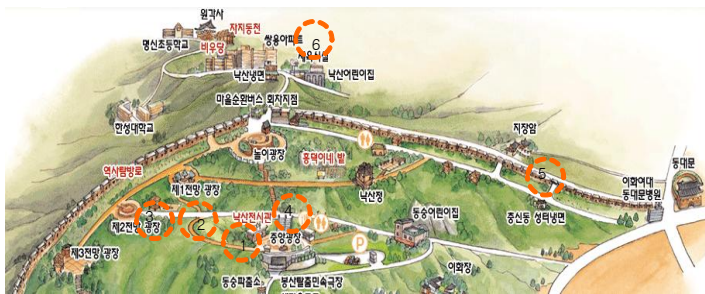 원각사
자지동천
명신초등학교
비우당
쌍용아파트
6
낙산냉면
낙산어린이집
마을순환버스 회차지점
한성대학교
놀이광장
지장암
역사탐방로
홍덕이네 밭
동대문
5
이화여대
동대문병원
제1전망 광장
낙산정
3
2
낙산전시관
4
동숭어린이집
충신동 성터냉면
제2전망 광장
1
중앙광장
P
제3전망 광장
이화장
동숭파출소
봉산탈춤민속극장